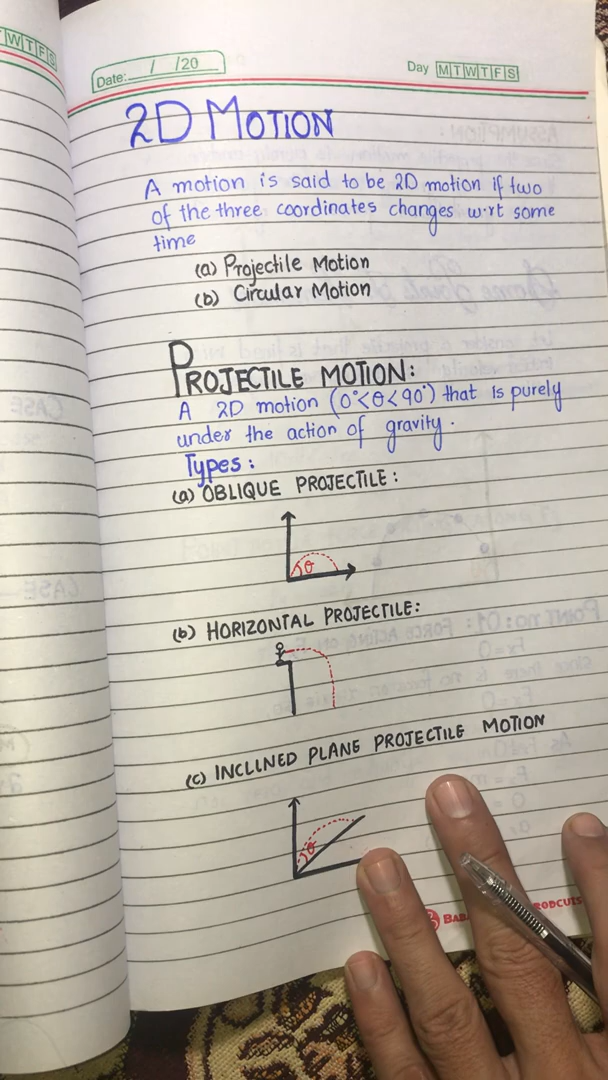 WTFS
Date: / /20
Day MTWTFS
2D MOTION
A motion is said to be 2D motion if two
of the three coordinates changes w.r.t some
time
(a) Projectile Motion
(b) Circular Motion
PROJECTILE MOTION:
A 2D motion (0°<θ<90°) that is purely
under the action of gravity.
Types:
(a) OBLIQUE PROJECTILE:
θ
(b) HORIZONTAL PROJECTILE:
(c) INCLINED PLANE PROJECTILE MOTION
θ